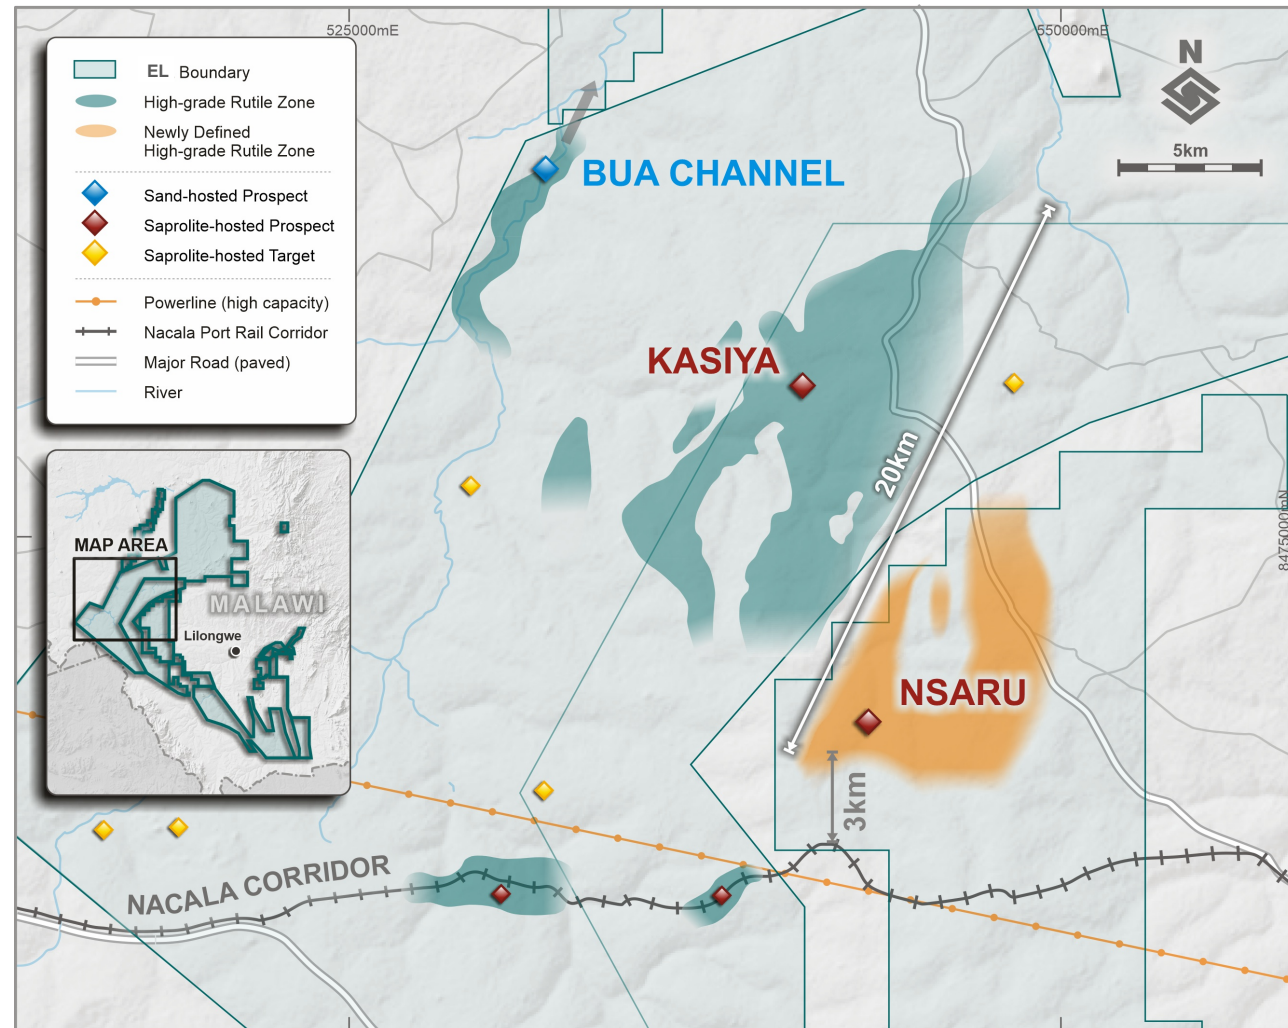 525000mE
550000mE
EL Boundary
High-grade Rutile Zone
Newly Defined
High-grade Rutile Zone
Sand-hosted Prospect
Saprolite-hosted Prospect
Saprolite-hosted Target
Powerline (high capacity)
Nacala Port Rail Corridor
Major Road (paved)
River
N
5km
BUA CHANNEL
KASIYA
20km
8475000mN
MAP AREA
MALAWI
Lilongwe
NSARU
3km
NACALA CORRIDOR